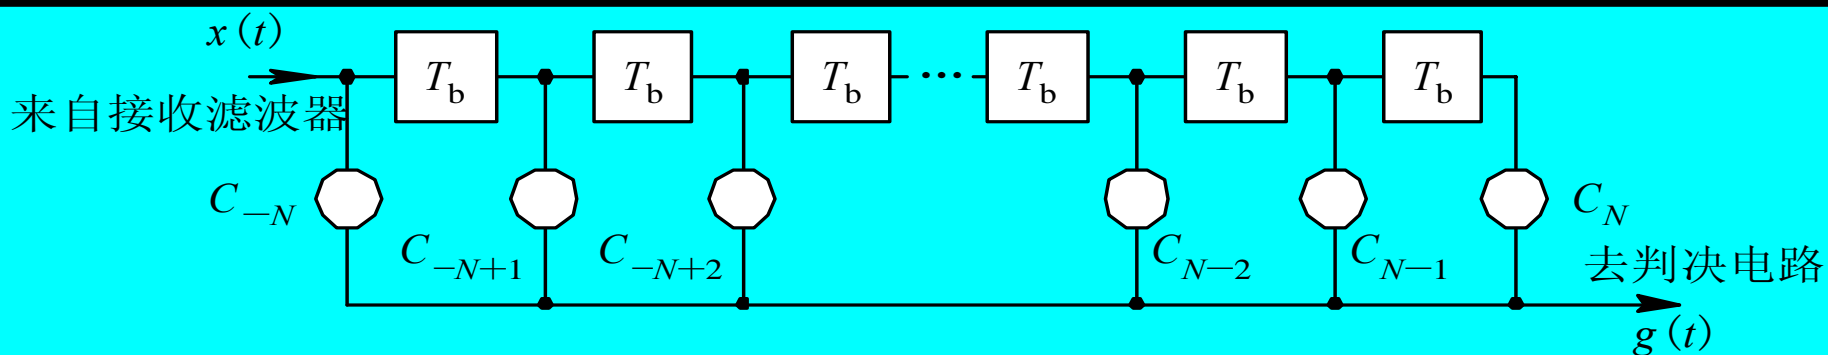 x(t)
T_b T_b T_b ··· T_b T_b T_b
来自接收滤波器
C_{-N} C_N
C_{-N+1} C_{-N+2} C_{N-2} C_{N-1} 去判决电路
g(t)